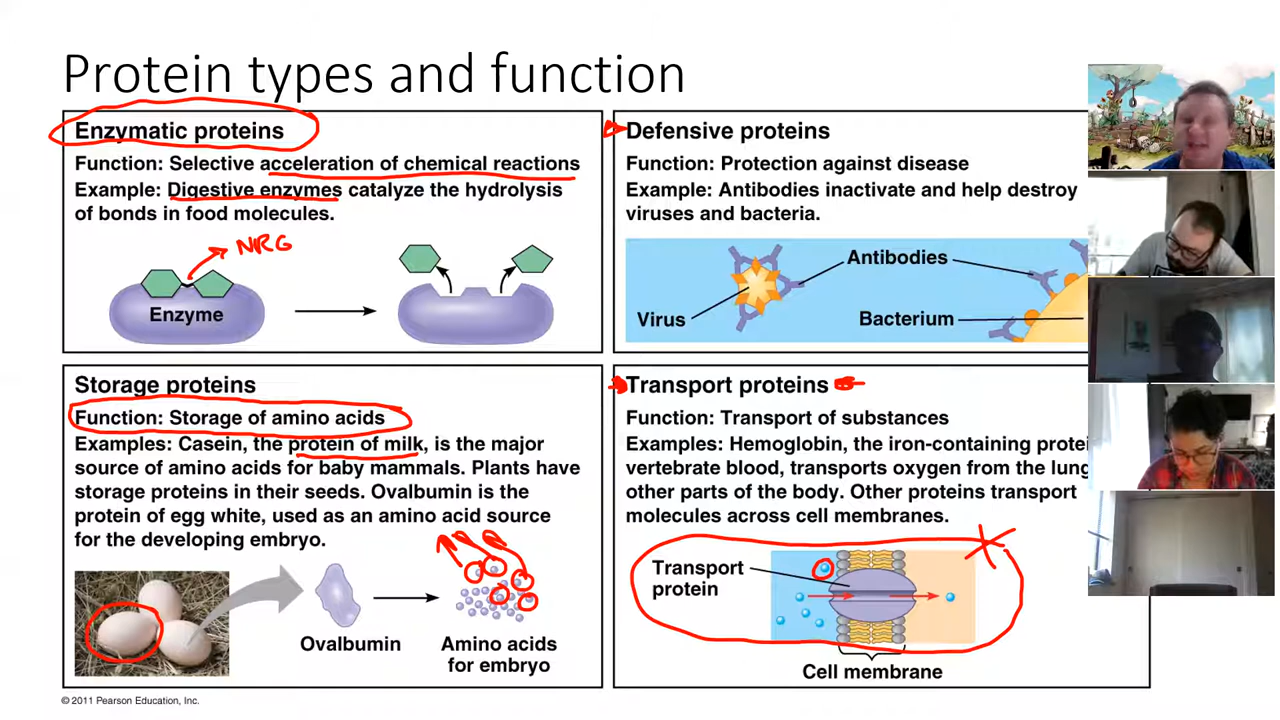 Protein types and function
Enzymatic proteins
Function: Selective acceleration of chemical reactions
Example: Digestive enzymes catalyze the hydrolysis
of bonds in food molecules.
NRG
Enzyme
Defensive proteins
Function: Protection against disease
Example: Antibodies inactivate and help destroy
viruses and bacteria.
Antibodies
Virus
Bacterium
Storage proteins
Function: Storage of amino acids
Examples: Casein, the protein of milk, is the major
source of amino acids for baby mammals. Plants have
storage proteins in their seeds. Ovalbumin is the
protein of egg white, used as an amino acid source
for the developing embryo.
Ovalbumin
Amino acids
for embryo
Transport proteins
Function: Transport of substances
Examples: Hemoglobin, the iron-containing protei
vertebrate blood, transports oxygen from the lung
other parts of the body. Other proteins transport
molecules across cell membranes.
Transport
protein
Cell membrane
© 2011 Pearson Education, Inc.